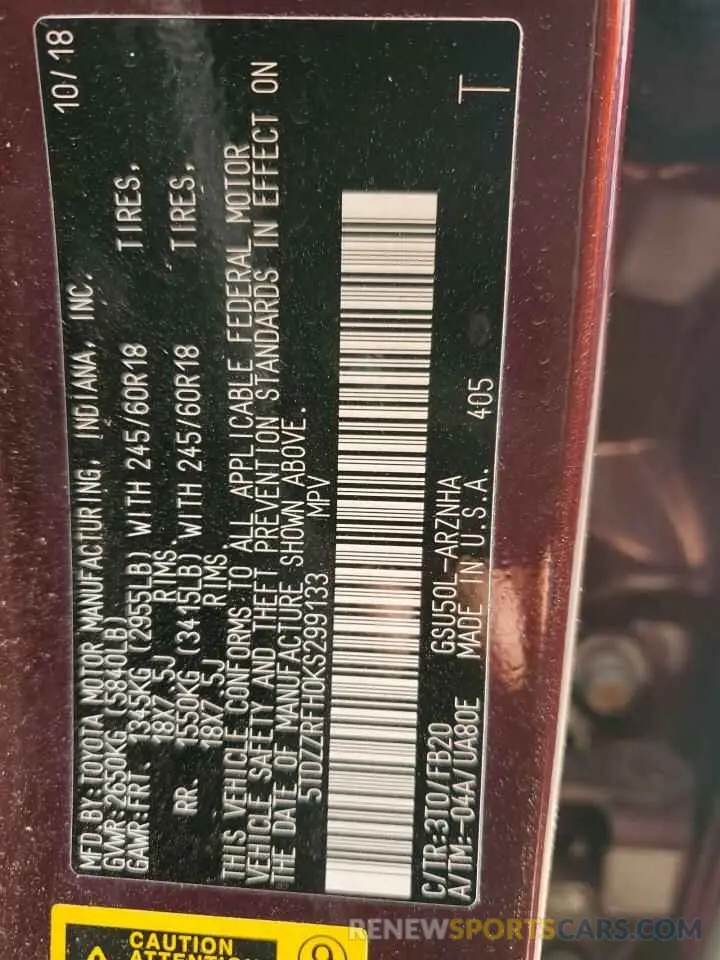 MFD.BY:TOYOTA MOTOR MANUFACTURING, INDIANA, INC. 10/18
GVWR:2650KG (5840LB)
GAWR:FRT. 1345KG (2955LB) WITH 245/60R18 TIRES,
18X7.5J RIMS
RR. 1550KG (3415LB) WITH 245/60R18 TIRES,
18X7.5J RIMS
THIS VEHICLE CONFORMS TO ALL APPLICABLE FEDERAL MOTOR
VEHICLE SAFETY AND THEFT PREVENTION STANDARDS IN EFFECT ON
THE DATE OF MANUFACTURE SHOWN ABOVE.
5TDZZRFH0KS299133 MPV
C/TR:3T0/FB20 GSU50L-ARZNHA T
A/TM:-04A/UA80E MADE IN U.S.A. 405
CAUTION
RENEWSPORTSCARS.COM